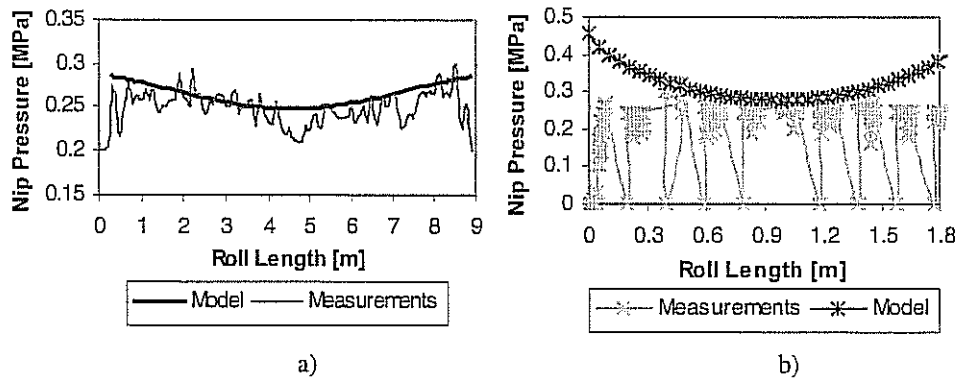 a)
Nip Pressure [MPa]
0.35
0.3
0.25
0.2
0.15
0 1 2 3 4 5 6 7 8 9
Roll Length [m]
Model Measurements
a)
b)
Nip Pressure [MPa]
0.5
0.4
0.3
0.2
0.1
0
0 0.3 0.6 0.9 1.2 1.5 1.8
Roll Length [m]
Measurements Model
b)